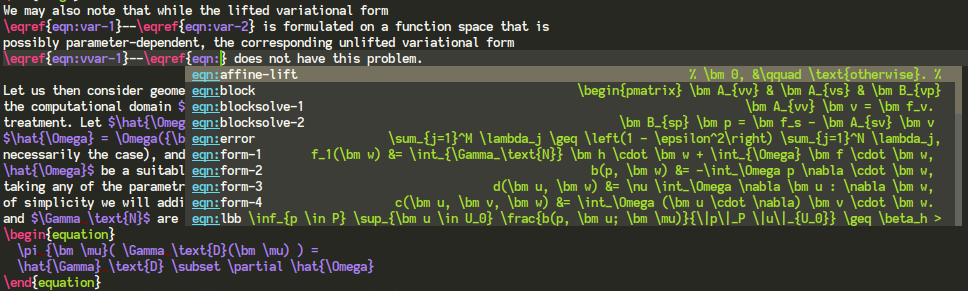 We may also note that while the lifted variational form
\eqref{eqn:var-1}--\eqref{eqn:var-2} is formulated on a function space that is
possibly parameter-dependent, the corresponding unlifted variational form
\eqref{eqn:vvar-1}--\eqref{eqn:} does not have this problem.
eqn:affine-lift % \bm 0, &\qquad \text{otherwise}. %
Let us then consider geome
eqn:block \begin{pmatrix} \bm A_{vv} & \bm A_{vs} & \bm B_{vp}
the computational domain $
eqn:blocksolve-1 \bm A_{vv} \bm v = \bm f_v.
treatment. Let $\hat{\Omeg
eqn:blocksolve-2 \bm B_{sp} \bm p = \bm f_s - \bm A_{sv} \bm v
$\hat{\Omega} = \Omega({\b
eqn:error \sum_{j=1}^M \lambda_j \geq \left(1 - \epsilon^2\right) \sum_{j=1}^N \lambda_j,
necessarily the case), and
eqn:form-1 f_1(\bm w) &= \int_{\Gamma_\text{N}} \bm h \cdot \bm w + \int_{\Omega} \bm f \cdot \bm w,
\hat{\Omega}$ be a suitabl
eqn:form-2 b(p, \bm w) &= -\int_\Omega p \nabla \cdot \bm w,
taking any of the parametr
eqn:form-3 d(\bm u, \bm w) &= \nu \int_\Omega \nabla \bm u : \nabla \bm w,
of simplicity we will addi
eqn:form-4 c(\bm u, \bm v, \bm w) &= \int_\Omega (\bm u \cdot \nabla) \bm v \cdot \bm w.
and $\Gamma_\text{N}$ are
eqn:lbb \inf_{p \in P} \sup_{\bm u \in U_0} \frac{b(p, \bm u; \bm \mu)}{\|p\|_P \|u\|_{U_0}} \geq \beta_h >
\begin{equation}
\pi_{\bm \mu}( \Gamma_\text{D}(\bm \mu) ) =
\hat{\Gamma}_\text{D} \subset \partial \hat{\Omega}
\end{equation}